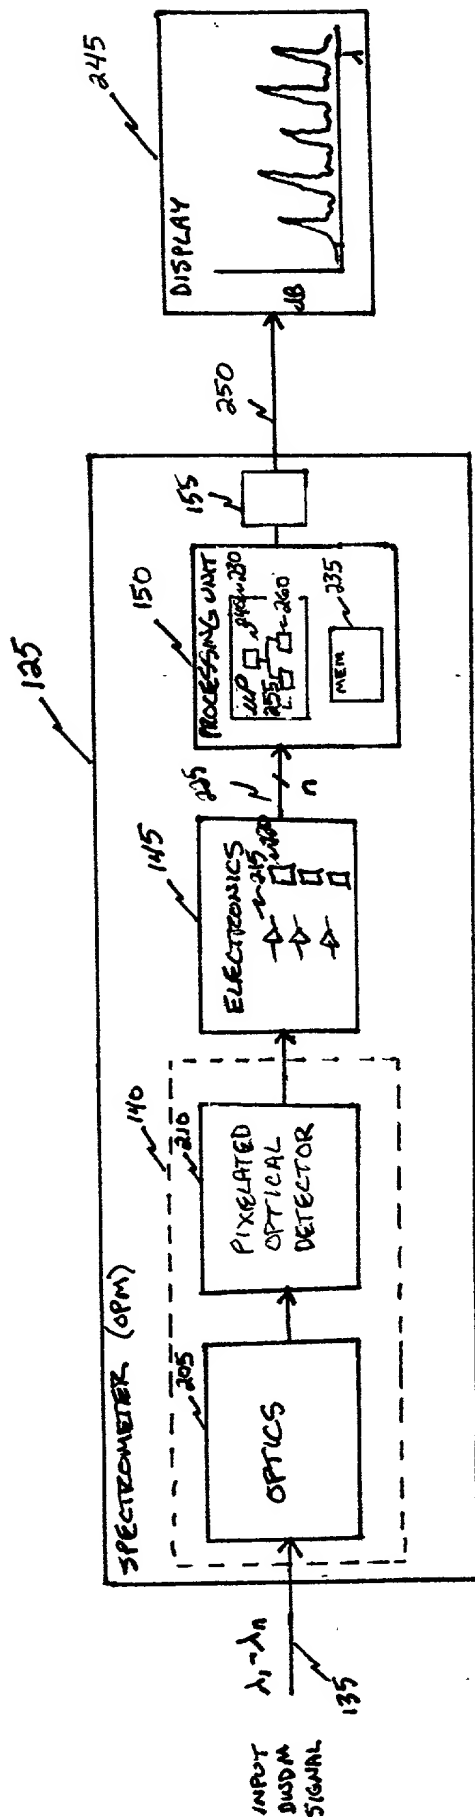 125
SPECTROMETER (OPM)
INPUT
DWDM
SIGNAL
λ1-λn
135
140
205
OPTICS
210
PIXELATED
OPTICAL
DETECTOR
145
ELECTRONICS
215
220
n
150
PROCESSING UNIT
μP
230
255
260
MEM
235
155
250
245
DISPLAY
dB
λ